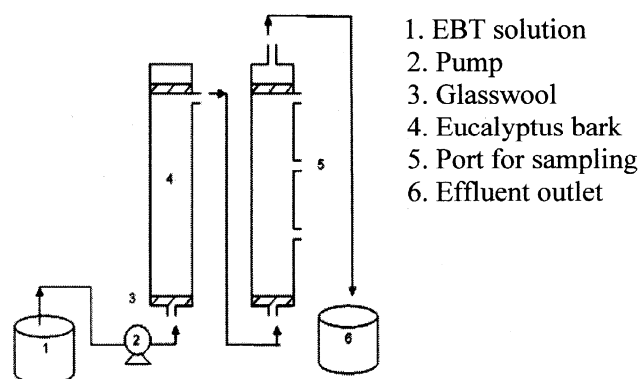 1. EBT solution
2. Pump
3. Glasswool
4. Eucalyptus bark
5. Port for sampling
6. Effluent outlet
4
5
3
1
2
6